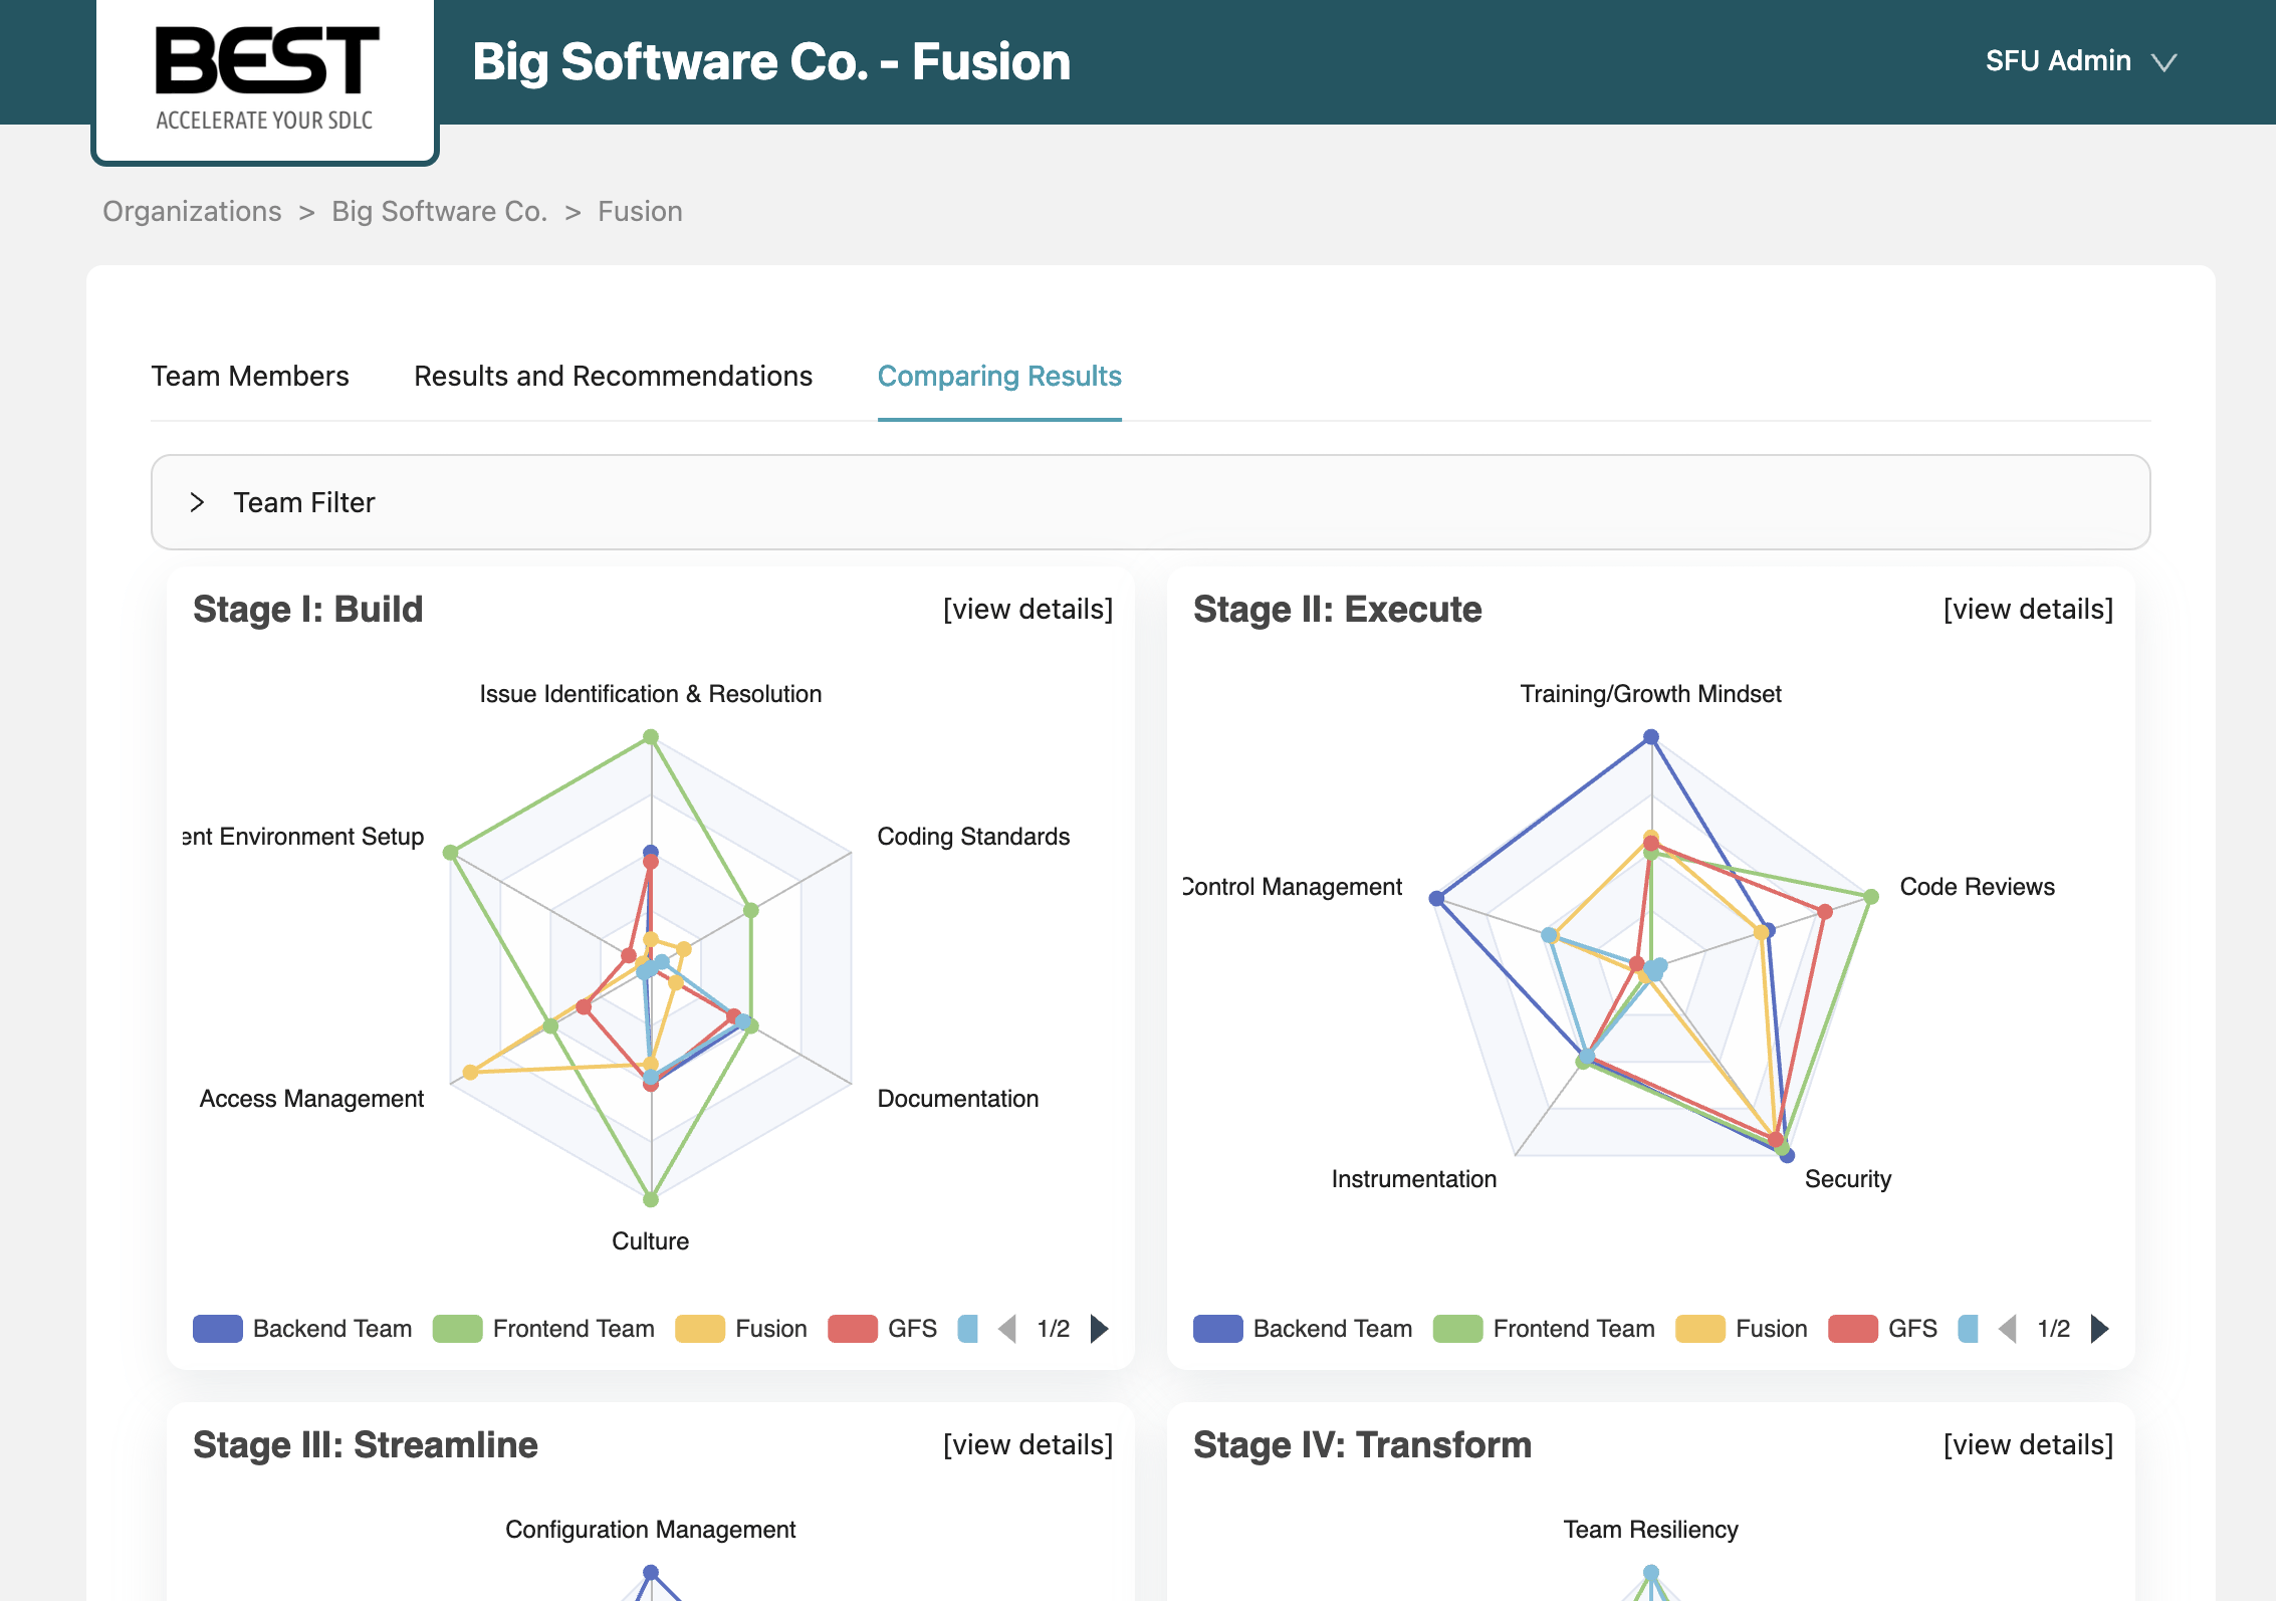 BEST
ACCELERATE YOUR SDLC
Big Software Co. - Fusion
SFU Admin
Organizations > Big Software Co. > Fusion
Team Members
Results and Recommendations
Comparing Results
> Team Filter
Stage I: Build
[view details]
Issue Identification & Resolution
ent Environment Setup
Coding Standards
Access Management
Documentation
Culture
Backend Team
Frontend Team
Fusion
GFS
1/2
Stage II: Execute
[view details]
Training/Growth Mindset
Control Management
Code Reviews
Instrumentation
Security
Backend Team
Frontend Team
Fusion
GFS
1/2
Stage III: Streamline
[view details]
Configuration Management
Stage IV: Transform
[view details]
Team Resiliency